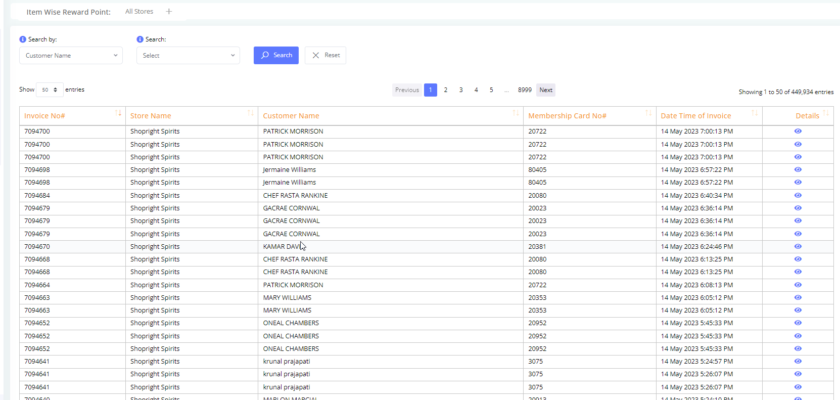 Item Wise Reward Point: All Stores +
Search by: Search:
Customer Name Select Search Reset
Show 50 entries Previous 1 2 3 4 5 ... 8999 Next
Showing 1 to 50 of 449,934 entries
Invoice No# Store Name Customer Name Membership Card No# Date Time of Invoice Details
7094700 Shopright Spirits PATRICK MORRISON 20722 14 May 2023 7:00:13 PM
7094700 Shopright Spirits PATRICK MORRISON 20722 14 May 2023 7:00:13 PM
7094700 Shopright Spirits PATRICK MORRISON 20722 14 May 2023 7:00:13 PM
7094698 Shopright Spirits Jermaine Williams 80405 14 May 2023 6:57:22 PM
7094698 Shopright Spirits Jermaine Williams 80405 14 May 2023 6:57:22 PM
7094684 Shopright Spirits CHEF RASTA RANKINE 20080 14 May 2023 6:40:34 PM
7094679 Shopright Spirits GACRAE CORNWAL 20023 14 May 2023 6:36:14 PM
7094679 Shopright Spirits GACRAE CORNWAL 20023 14 May 2023 6:36:14 PM
7094679 Shopright Spirits GACRAE CORNWAL 20023 14 May 2023 6:36:14 PM
7094670 Shopright Spirits KAMAR 20381 14 May 2023 6:24:46 PM
7094668 Shopright Spirits CHEF RASTA RANKINE 20080 14 May 2023 6:13:25 PM
7094668 Shopright Spirits CHEF RASTA RANKINE 20080 14 May 2023 6:13:25 PM
7094664 Shopright Spirits PATRICK MORRISON 20722 14 May 2023 6:08:13 PM
7094663 Shopright Spirits MARY WILLIAMS 20353 14 May 2023 6:05:12 PM
7094663 Shopright Spirits MARY WILLIAMS 20353 14 May 2023 6:05:12 PM
7094652 Shopright Spirits ONEAL CHAMBERS 20952 14 May 2023 5:45:33 PM
7094652 Shopright Spirits ONEAL CHAMBERS 20952 14 May 2023 5:45:33 PM
7094652 Shopright Spirits ONEAL CHAMBERS 20952 14 May 2023 5:45:33 PM
7094641 Shopright Spirits krunal prajapati 3075 14 May 2023 5:24:57 PM
7094641 Shopright Spirits krunal prajapati 3075 14 May 2023 5:26:07 PM
7094641 Shopright Spirits krunal prajapati 3075 14 May 2023 5:26:07 PM